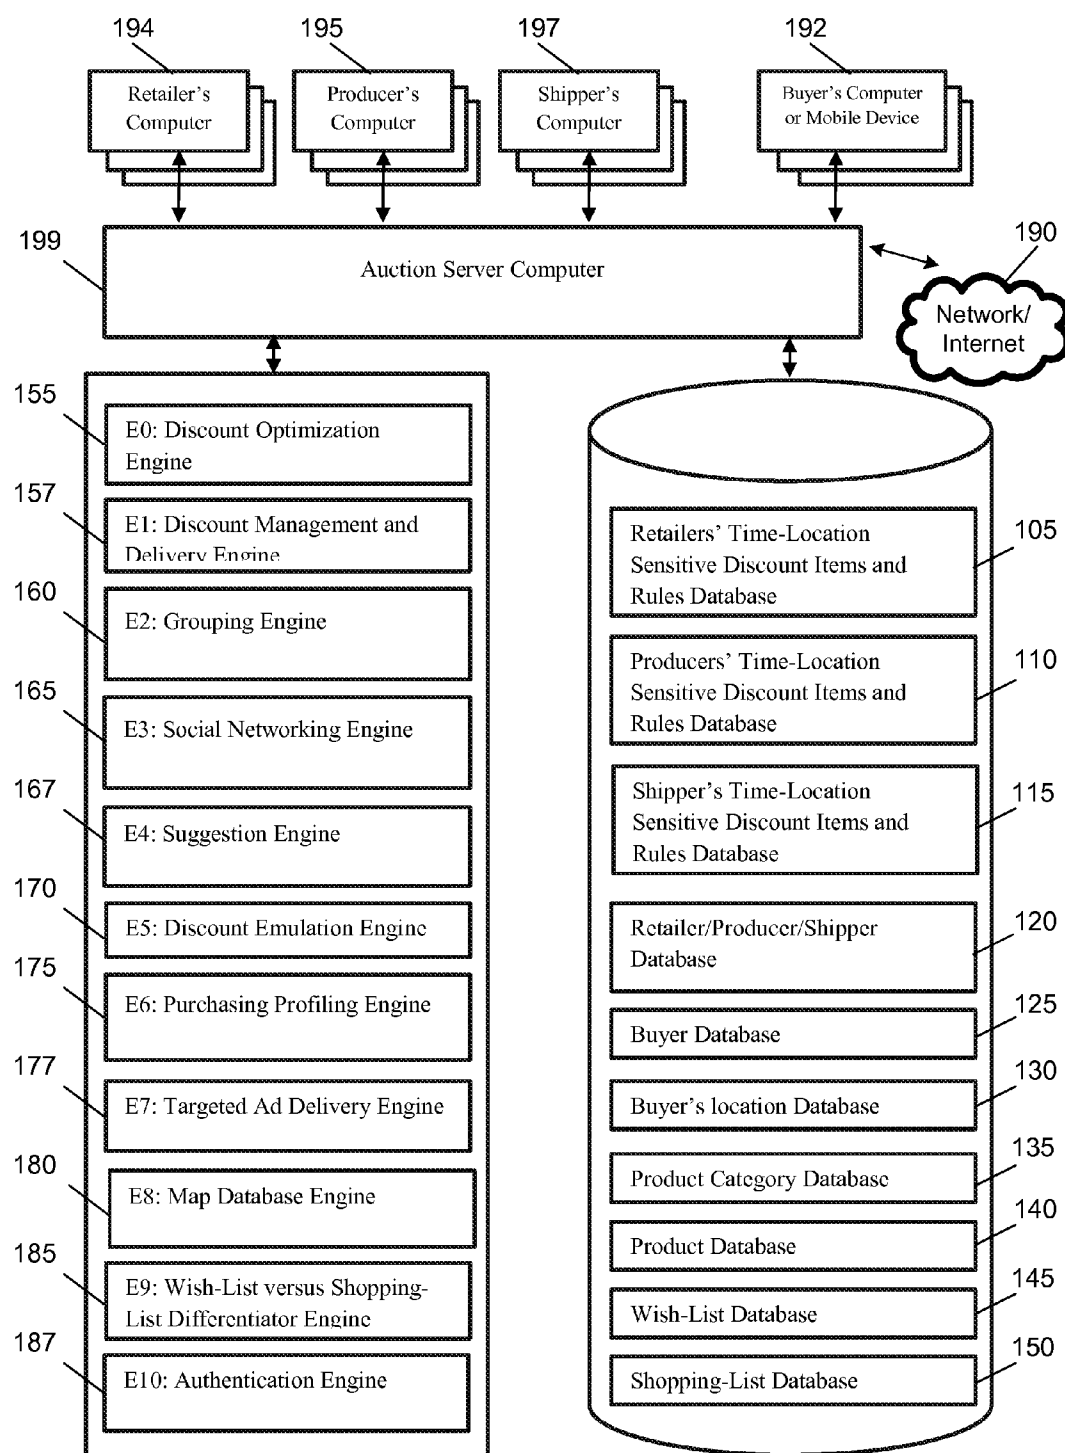 194
195
197
192
Retailer's
Computer
Producer's
Computer
Shipper's
Computer
Buyer's Computer
or Mobile Device
199
Auction Server Computer
190
Network/
Internet
155
E0: Discount Optimization
Engine
157
E1: Discount Management and
Delivery Engine
160
E2: Grouping Engine
165
E3: Social Networking Engine
167
E4: Suggestion Engine
170
E5: Discount Emulation Engine
175
E6: Purchasing Profiling Engine
177
E7: Targeted Ad Delivery Engine
180
E8: Map Database Engine
185
E9: Wish-List versus Shopping-
List Differentiator Engine
187
E10: Authentication Engine
Retailers' Time-Location
Sensitive Discount Items and
Rules Database
105
Producers' Time-Location
Sensitive Discount Items and
Rules Database
110
Shipper's Time-Location
Sensitive Discount Items and
Rules Database
115
Retailer/Producer/Shipper
Database
120
Buyer Database
125
Buyer's location Database
130
Product Category Database
135
Product Database
140
Wish-List Database
145
Shopping-List Database
150